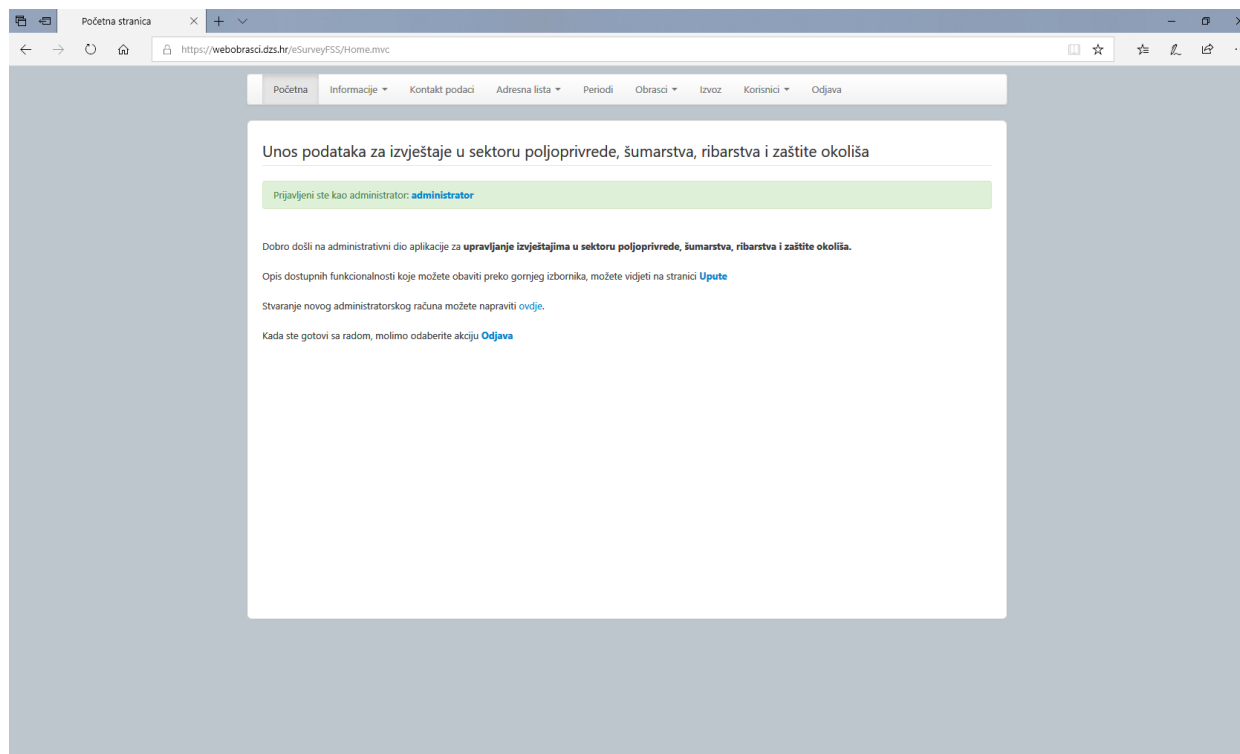 Početna stranica
https://webobrasci.dzs.hr/eSurveyFSS/Home.mvc
Početna Informacije Kontakt podaci Adresna lista Periodi Obrasci Izvoz Korisnici Odjava
Unos podataka za izvještaje u sektoru poljoprivrede, šumarstva, ribarstva i zaštite okoliša
Prijavljeni ste kao administrator: administrator
Dobro došli na administrativni dio aplikacije za upravljanje izvještajima u sektoru poljoprivrede, šumarstva, ribarstva i zaštite okoliša.
Opis dostupnih funkcionalnosti koje možete obaviti preko gornjeg izbornika, možete vidjeti na stranici Upute
Stvaranje novog administratorskog računa možete napraviti ovdje.
Kada ste gotovi sa radom, molimo odaberite akciju Odjava